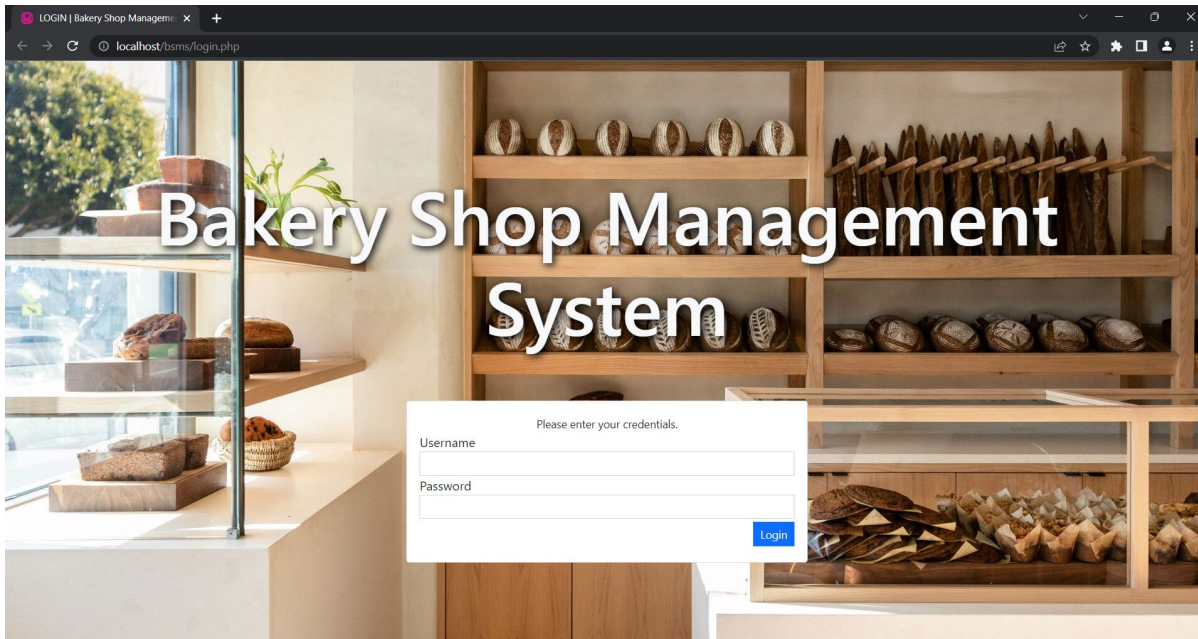 LOGIN | Bakery Shop Manageme
localhost/bsms/login.php
Bakery Shop Management
System
Please enter your credentials.
Username
Password
Login